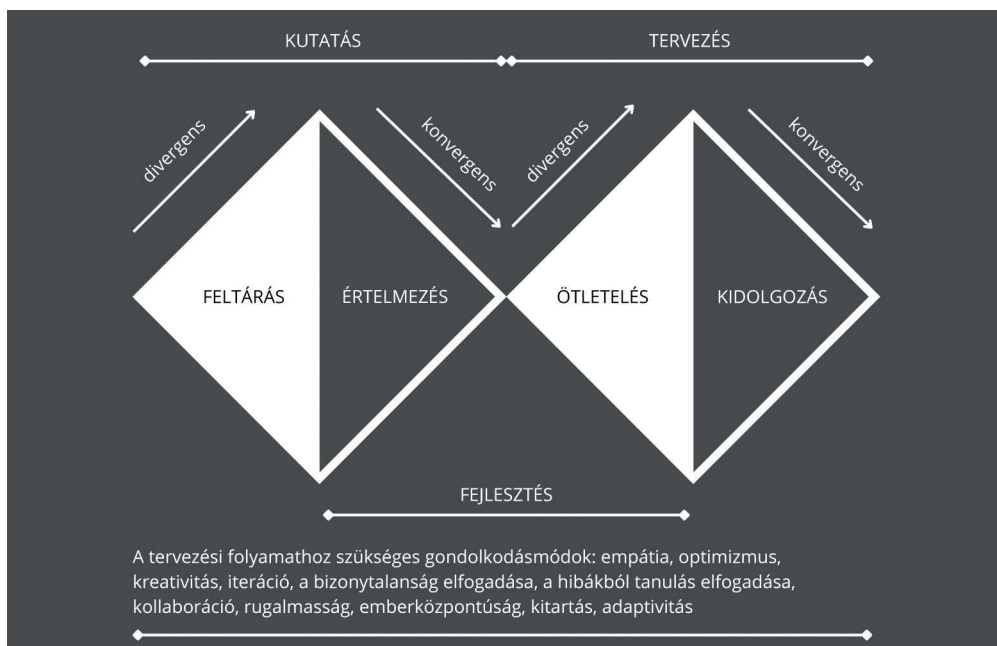 KUTATÁS
TERVEZÉS
divergens
konvergens
divergens
konvergens
FELTÁRÁS
ÉRTELMEZÉS
ÖTLETELÉS
KIDOLGOZÁS
FEJLESZTÉS
A tervezési folyamathoz szükséges gondolkodásmódok: empátia, optimizmus,
kreativitás, iteráció, a bizonytalanság elfogadása, a hibákból tanulás elfogadása,
kollaboráció, rugalmasság, emberközpontúság, kitartás, adaptivitás